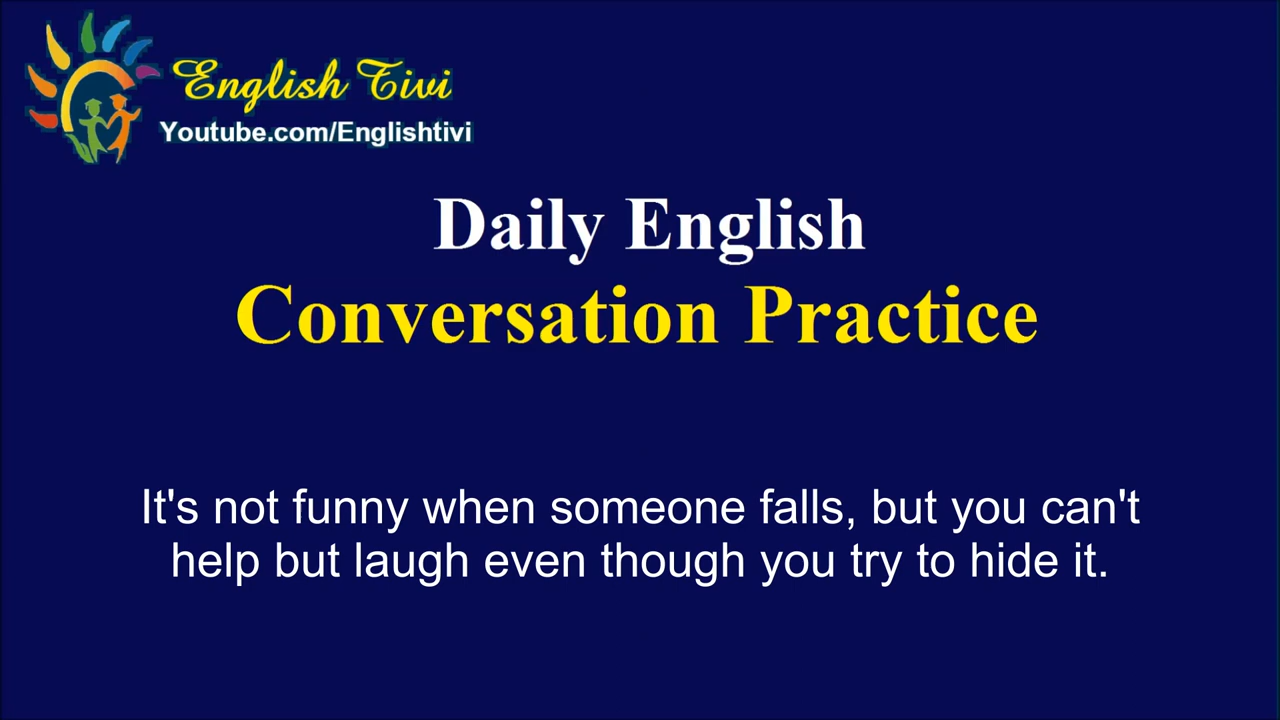 English Tivi
Youtube.com/Englishtivi
Daily English
Conversation Practice
It's not funny when someone falls, but you can't
help but laugh even though you try to hide it.